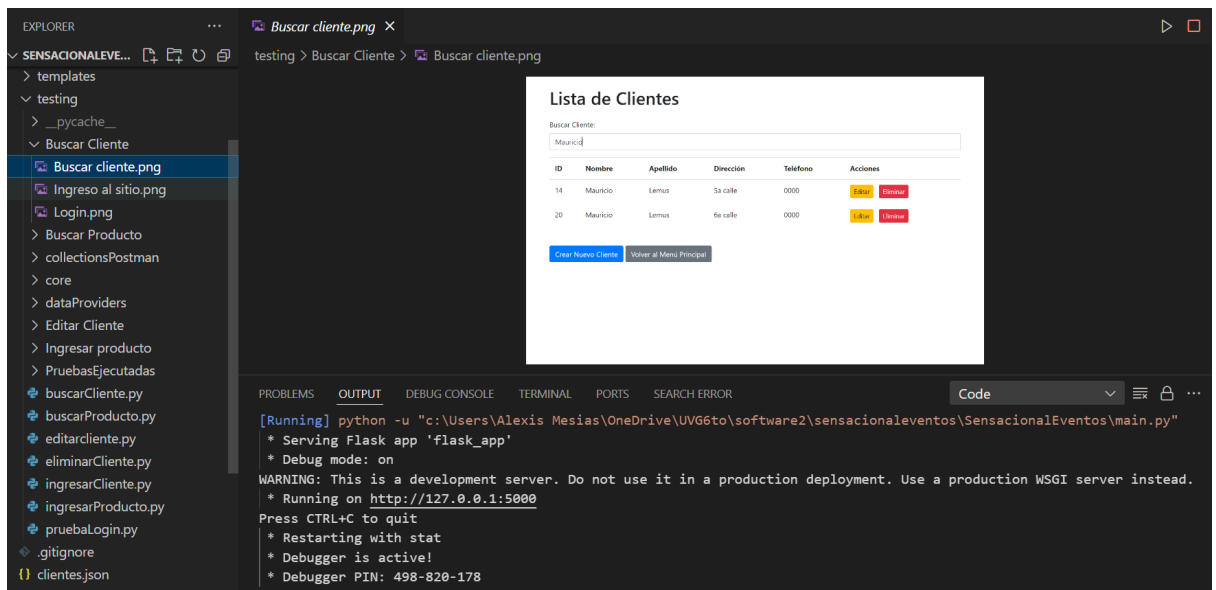 EXPLORER ···
SENSACIONALEVE...
templates
testing
__pycache__
Buscar Cliente
Buscar cliente.png
Ingreso al sitio.png
Login.png
Buscar Producto
collectionsPostman
core
dataProviders
Editar Cliente
Ingresar producto
PruebasEjecutadas
buscarCliente.py
buscarProducto.py
editarcliente.py
eliminarCliente.py
ingresarCliente.py
ingresarProducto.py
pruebaLogin.py
.gitignore
{} clientes.json
Buscar cliente.png
testing > Buscar Cliente > Buscar cliente.png
Lista de Clientes
Buscar Cliente:
Mauricio
ID Nombre Apellido Dirección Teléfono Acciones
14 Mauricio Lemus 5a calle 0000 Editar Eliminar
20 Mauricio Lemus 6a calle 0000 Editar Eliminar
Crear Nuevo Cliente Volver al Menú Principal
PROBLEMS OUTPUT DEBUG CONSOLE TERMINAL PORTS SEARCH ERROR Code ···
[Running] python -u "c:\Users\Alexis Mesias\OneDrive\UVG6to\software2\sensacionaleventos\SensacionalEventos\main.py"
* Serving Flask app 'flask_app'
* Debug mode: on
WARNING: This is a development server. Do not use it in a production deployment. Use a production WSGI server instead.
* Running on http://127.0.0.1:5000
Press CTRL+C to quit
* Restarting with stat
* Debugger is active!
* Debugger PIN: 498-820-178